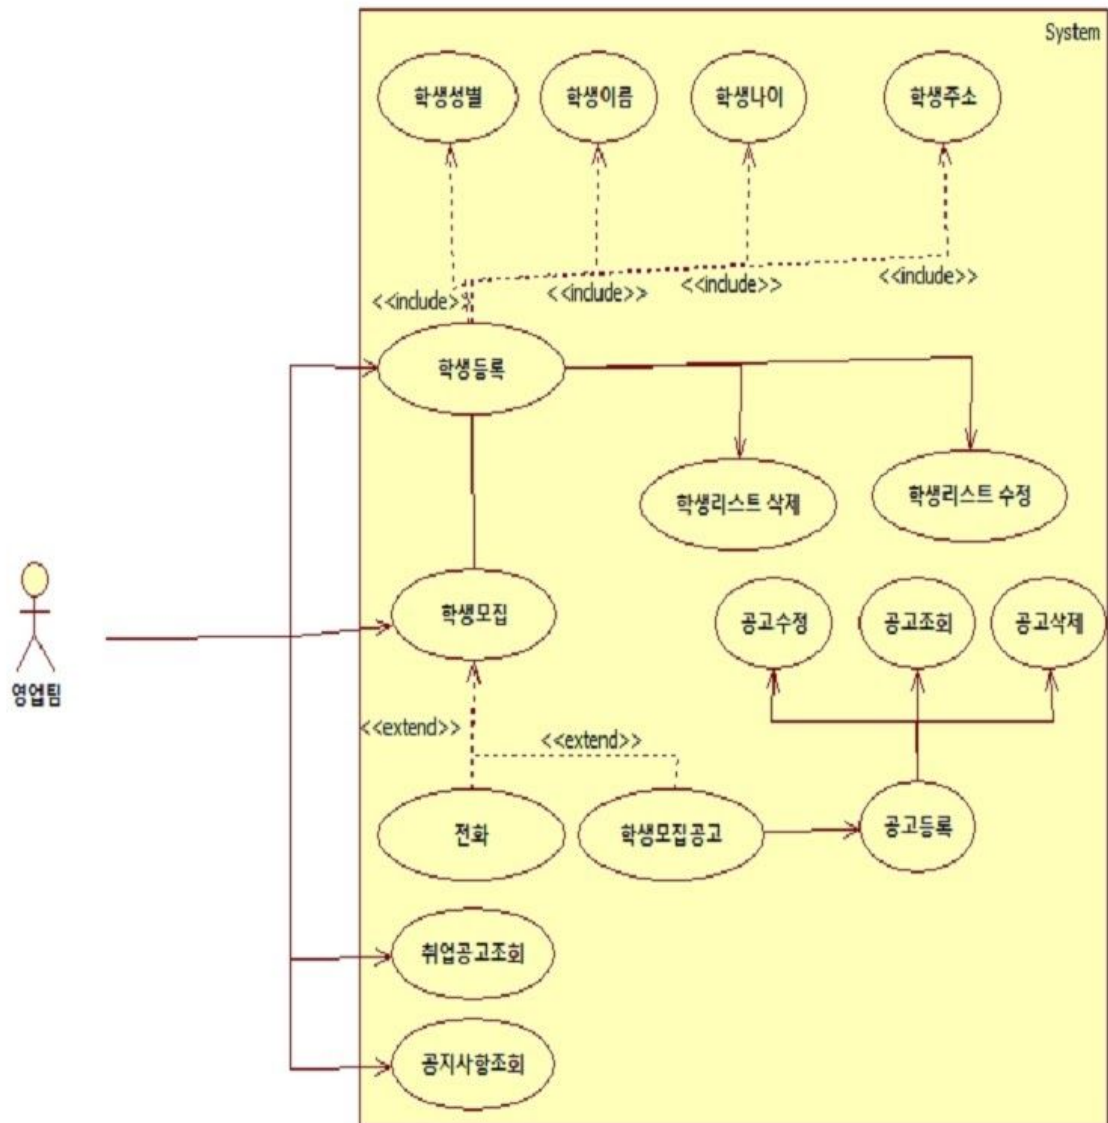 System
학생성별
학생이름
학생나이
학생주소
<<include>>
<<include>>
<<include>>
<<include>>
학생등록
학생리스트 삭제
학생리스트 수정
학생모집
공고수정
공고조회
공고삭제
영업팀
<<extend>>
<<extend>>
전화
학생모집공고
공고등록
취업공고조회
공지사항조회